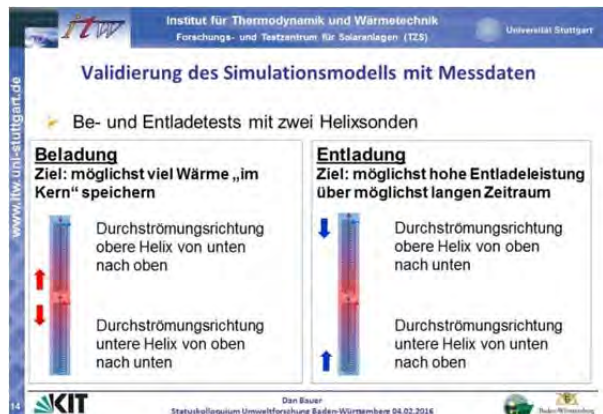 itw
Institut für Thermodynamik und Wärmetechnik
Forschungs- und Testzentrum für Solaranlagen (TZS)
Universität Stuttgart
www.itw.uni-stuttgart.de
Validierung des Simulationsmodells mit Messdaten
Be- und Entladetests mit zwei Helixsonden
Beladung
Ziel: möglichst viel Wärme „im
Kern“ speichern
Durchströmungsrichtung
obere Helix von unten
nach oben
Durchströmungsrichtung
untere Helix von oben
nach unten
Entladung
Ziel: möglichst hohe Entladeleistung
über möglichst langen Zeitraum
Durchströmungsrichtung
obere Helix von oben
nach unten
Durchströmungsrichtung
untere Helix von unten
nach oben
14
KIT
Dan Bauer
Statuskolloquium Umweltforschung Baden-Württemberg 04.02.2016
Baden-Württemberg